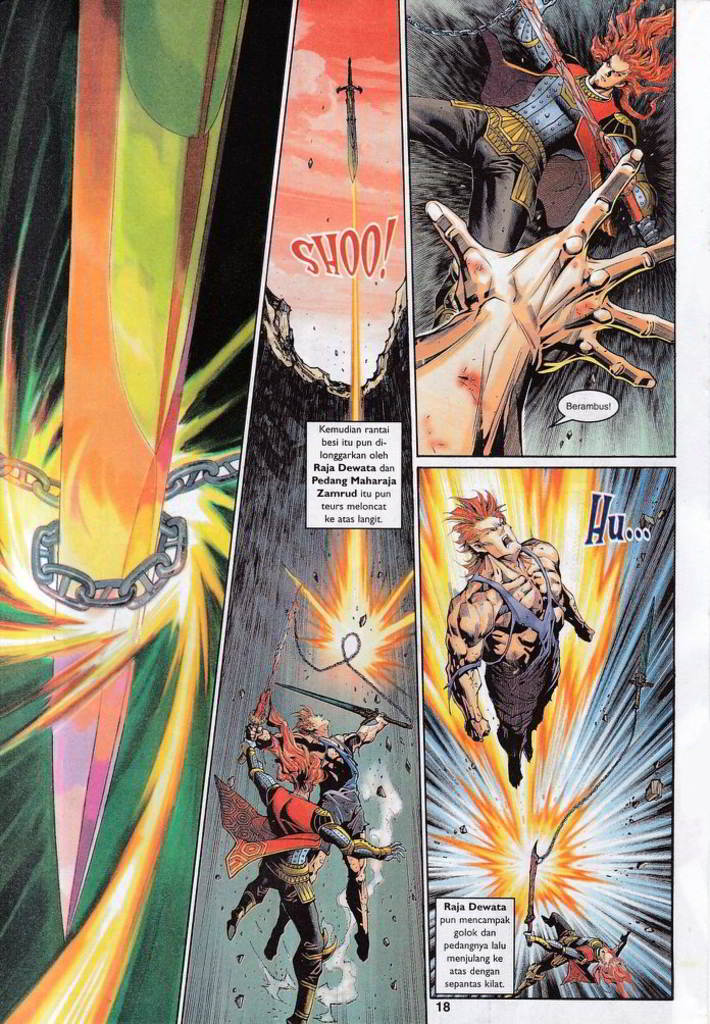 SHOO!
Kemudian rantai
besi itu pun di-
longgarkan oleh
Raja Dewata dan
Pedang Maharaja
Zamrud itu pun
teurs meloncat
ke atas langit.
Berambus!
Hu...
Raja Dewata
pun mencampak
golok dan
pedangnya lalu
menjulang ke
atas dengan
sepantas kilat.
18